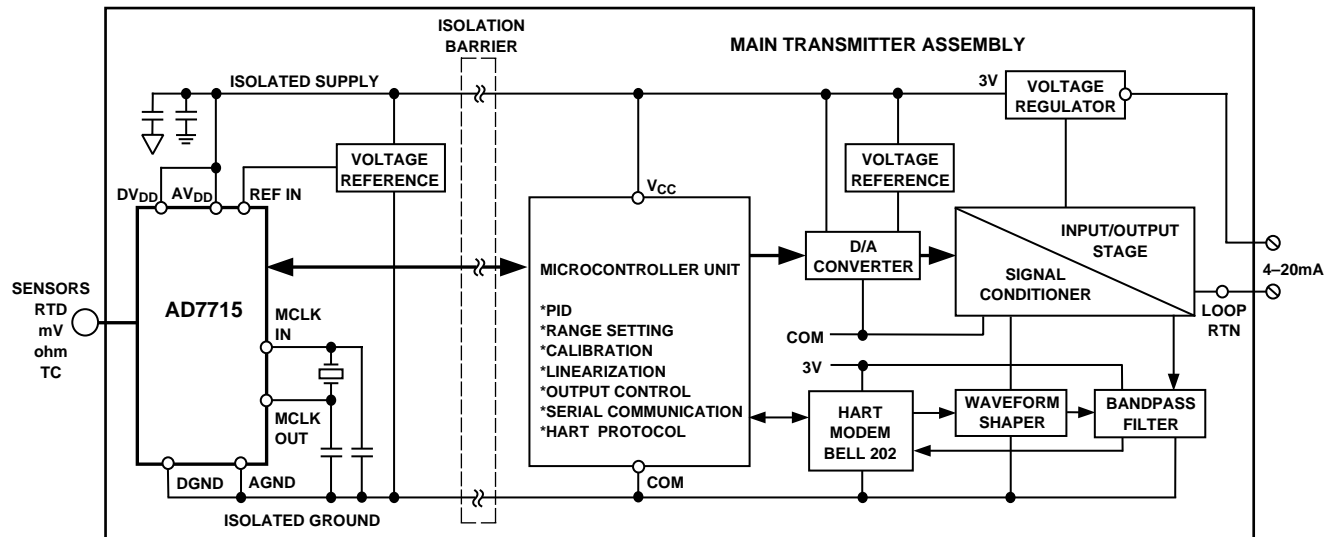 ISOLATION
BARRIER
MAIN TRANSMITTER ASSEMBLY
ISOLATED SUPPLY
3V
VOLTAGE
REGULATOR
VOLTAGE
REFERENCE
VOLTAGE
REFERENCE
DVDD
AVDD
REF IN
VCC
SENSORS
RTD
mV
ohm
TC
AD7715
MCLK
IN
MCLK
OUT
DGND
AGND
ISOLATED GROUND
MICROCONTROLLER UNIT
*PID
*RANGE SETTING
*CALIBRATION
*LINEARIZATION
*OUTPUT CONTROL
*SERIAL COMMUNICATION
*HART PROTOCOL
COM
D/A
CONVERTER
INPUT/OUTPUT
STAGE
SIGNAL
CONDITIONER
4–20mA
LOOP
RTN
COM
3V
HART
MODEM
BELL 202
WAVEFORM
SHAPER
BANDPASS
FILTER